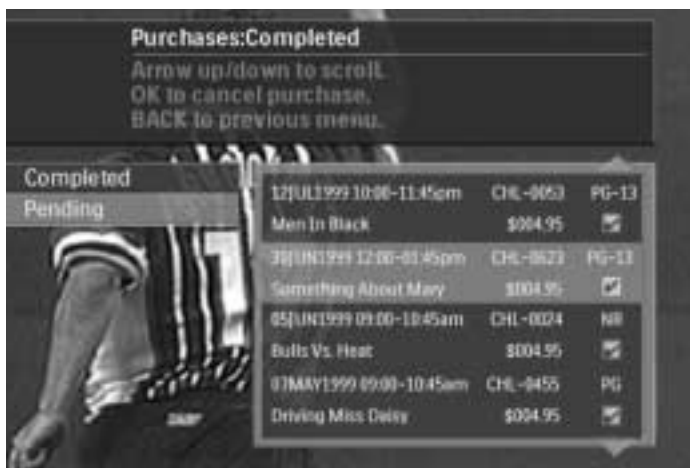 Purchases:Completed
Arrow up/down to scroll.
OK to cancel purchase.
BACK to previous menu.
Completed
Pending
12JUL1999 10:00-11:45pm CHL-0053 PG-13
Men In Black $004.95
30JUN1999 12:00-01:45pm CHL-0623 PG-13
Something About Mary $004.95
05JUN1999 09:00-10:45am CHL-0024 NR
Bulls Vs. Heat $004.95
07MAY1999 09:00-10:45am CHL-0455 PG
Driving Miss Daisy $004.95